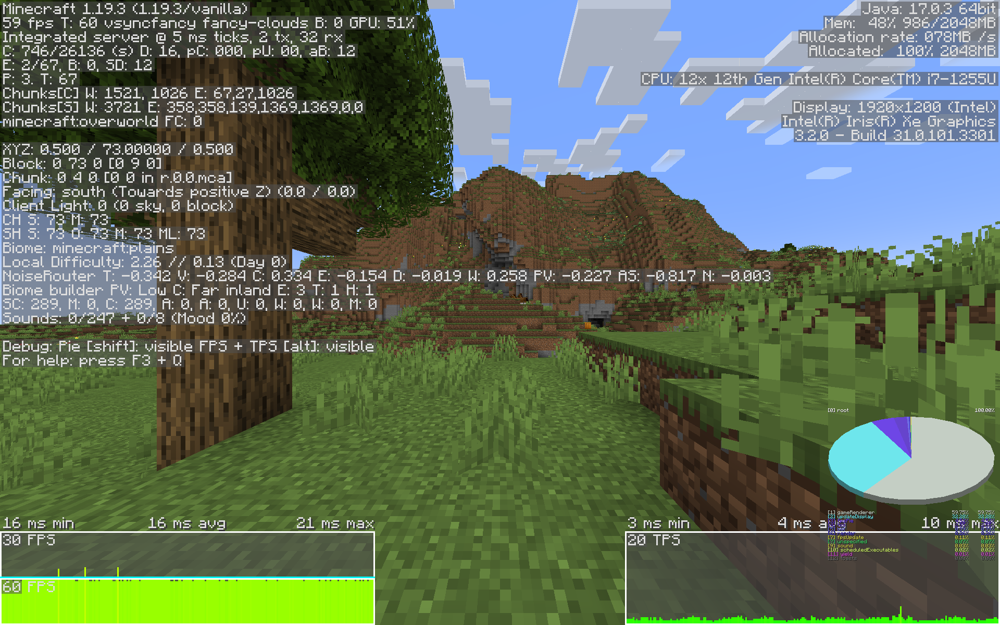 Minecraft 1.19.3 (1.19.3/vanilla)
59 fps T: 60 vsyncfancy fancy-clouds B: 0 GPU: 51%
Integrated server @ 5 ms ticks, 2 tx, 32 rx
C: 746/26136 (s) D: 16, pC: 000, pU: 00, aB: 12
E: 2/67, B: 0, SD: 12
P: 3. T: 67
Chunks[C] W: 1521, 1026 E: 67,27,1026
Chunks[S] W: 3721 E: 358,358,139,1369,1369,0,0
minecraft:overworld FC: 0
XYZ: 0.500 / 73.00000 / 0.500
Block: 0 73 0 [0 9 0]
Chunk: 0 4 0 [0 0 in r.0.0.mca]
Facing: south (Towards positive Z) (0.0 / 0.0)
Client Light: 0 (0 sky, 0 block)
CH S: 73 M: 73
SH S: 73 O: 73 M: 73 ML: 73
Biome: minecraft:plains
Local Difficulty: 2.26 // 0.13 (Day 0)
NoiseRouter T: -0.342 V: -0.284 C: 0.334 E: -0.154 D: -0.019 W: 0.258 PV: -0.227 AS: -0.817 N: -0.003
Biome builder PV: Low C: Far inland E: 3 T: 1 H: 1
SC: 289, M: 0, C: 289, A: 0, A: 0, U: 0, W: 0, W: 0, M: 0
Sounds: 0/247 + 0/8 (Mood 0%)
Debug: Pie [shift]: visible FPS + TPS [alt]: visible
For help: press F3 + Q
Java: 17.0.3 64bit
Mem: 48% 986/2048MB
Allocation rate: 078MB /s
Allocated: 100% 2048MB
CPU: 12x 12th Gen Intel(R) Core(TM) i7-1255U
Display: 1920x1200 (Intel)
Intel(R) Iris(R) Xe Graphics
3.2.0 - Build 31.0.101.3301
[0] root 100.00%
[1] gameRenderer 59.75% 59.75%
[2] updateDisplay 32.28% 32.28%
[7] fpsUpdate 0.11% 0.11%
[7] unspecified 0.07% 0.07%
[9] sound 0.03% 0.03%
[10] scheduledExecutables 0.02% 0.02%
[11] yield 0.01% 0.01%
[12] toasts 0.00% 0.00%
16 ms min 16 ms avg 21 ms max
30 FPS
60 FPS
3 ms min 4 ms avg 10 ms max
20 TPS